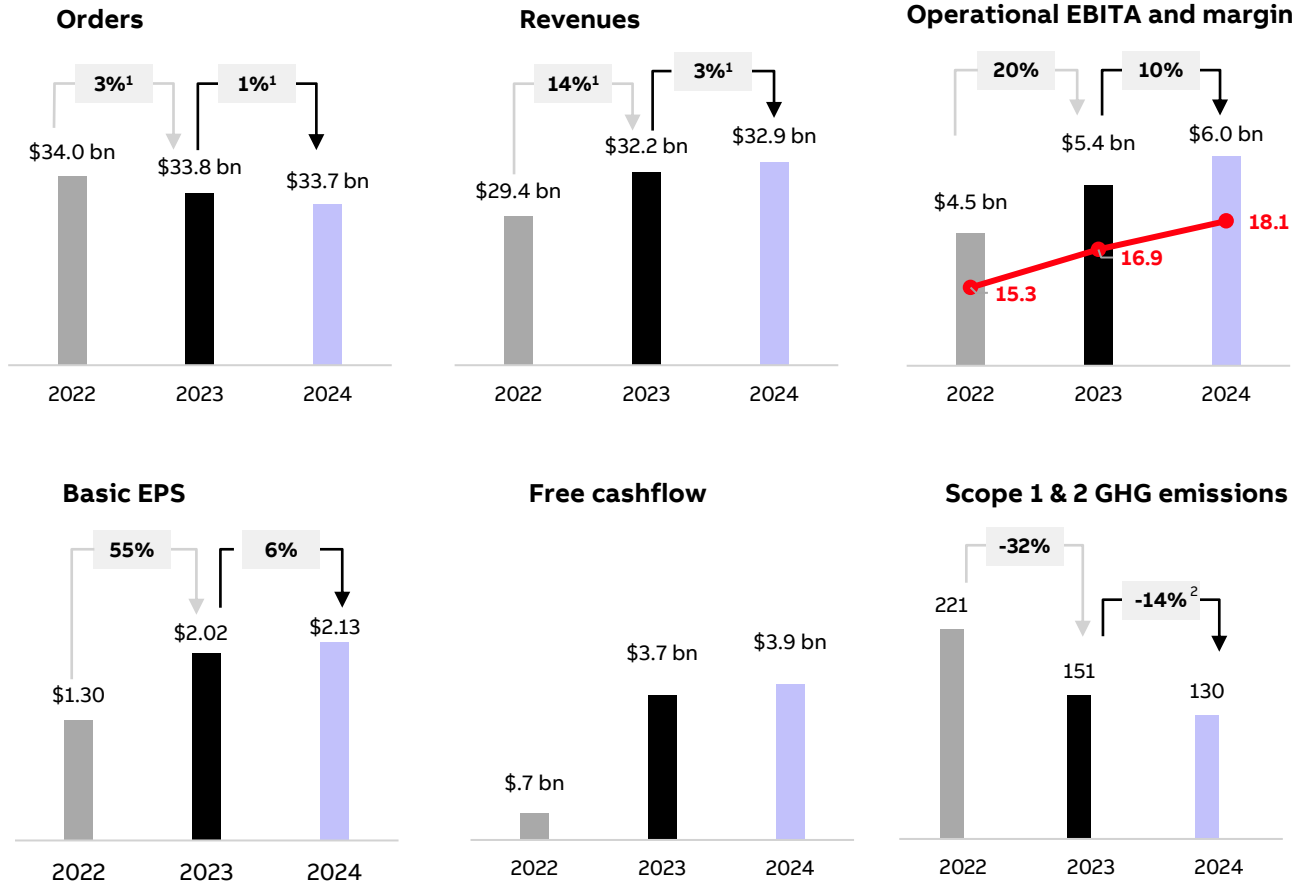 Orders
3%¹
1%¹
$34.0 bn
$33.8 bn
$33.7 bn
2022
2023
2024
Revenues
14%¹
3%¹
$29.4 bn
$32.2 bn
$32.9 bn
2022
2023
2024
Operational EBITA and margin
20%
10%
$4.5 bn
$5.4 bn
$6.0 bn
15.3
16.9
18.1
2022
2023
2024
Basic EPS
55%
6%
$1.30
$2.02
$2.13
2022
2023
2024
Free cashflow
$.7 bn
$3.7 bn
$3.9 bn
2022
2023
2024
Scope 1 & 2 GHG emissions
-32%
-14% ²
221
151
130
2022
2023
2024